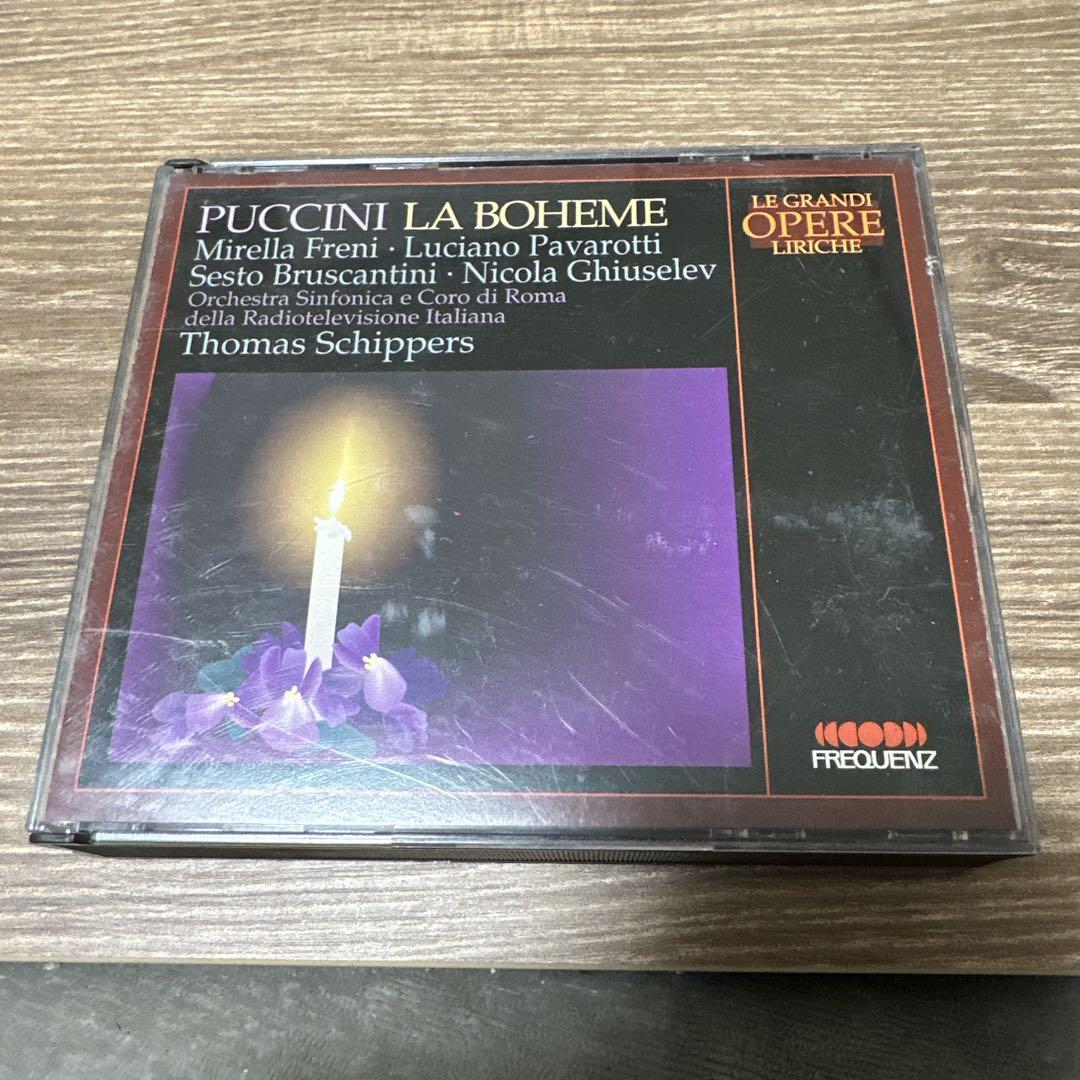 PUCCINI LA BOHEME
Mirella Freni · Luciano Pavarotti
Sesto Bruscantini · Nicola Ghiuselev
Orchestra Sinfonica e Coro di Roma
della Radiotelevisione Italiana
Thomas Schippers
LE GRANDI
OPERE
LIRICHE
FREQUENZ